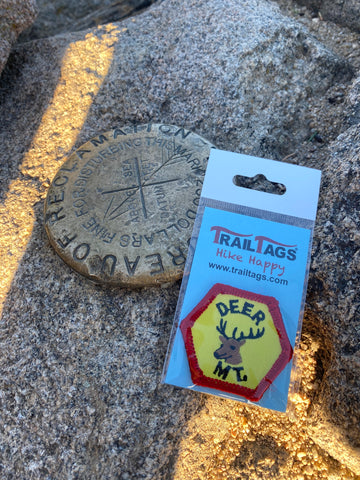 BUREAU OF RECLAMATION
DOLLARS FINE FOR DISTURBING THIS MARK
TRAILTAGS
Hike Happy
www.trailtags.com
DEER
MT.